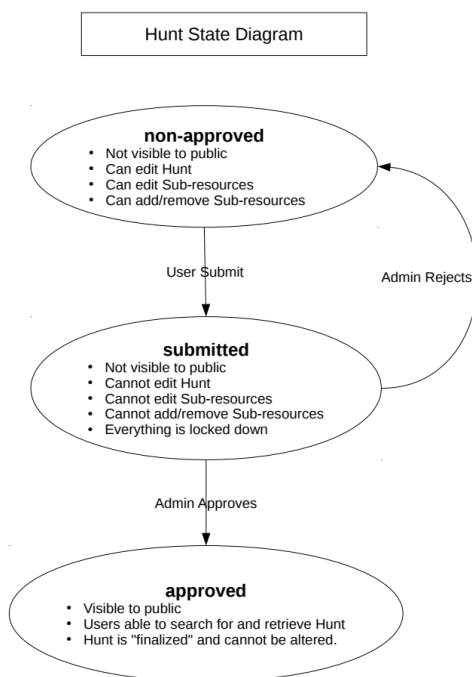 Hunt State Diagram
non-approved
• Not visible to public
• Can edit Hunt
• Can edit Sub-resources
• Can add/remove Sub-resources
User Submit
Admin Rejects
submitted
• Not visible to public
• Cannot edit Hunt
• Cannot edit Sub-resources
• Cannot add/remove Sub-resources
• Everything is locked down
Admin Approves
approved
• Visible to public
• Users able to search for and retrieve Hunt
• Hunt is "finalized" and cannot be altered.